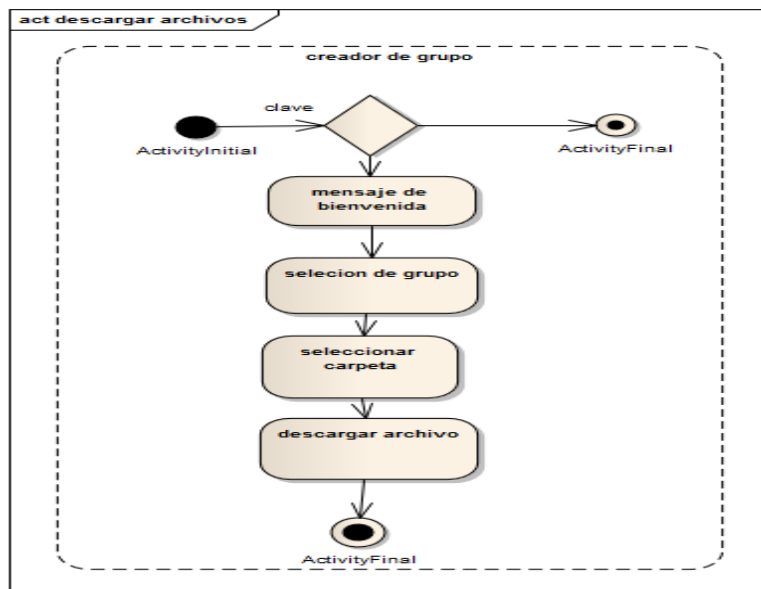 act descargar archivos
creador de grupo
clave
ActivityInitial
ActivityFinal
mensaje de
bienvenida
selecion de grupo
seleccionar
carpeta
descargar archivo
ActivityFinal